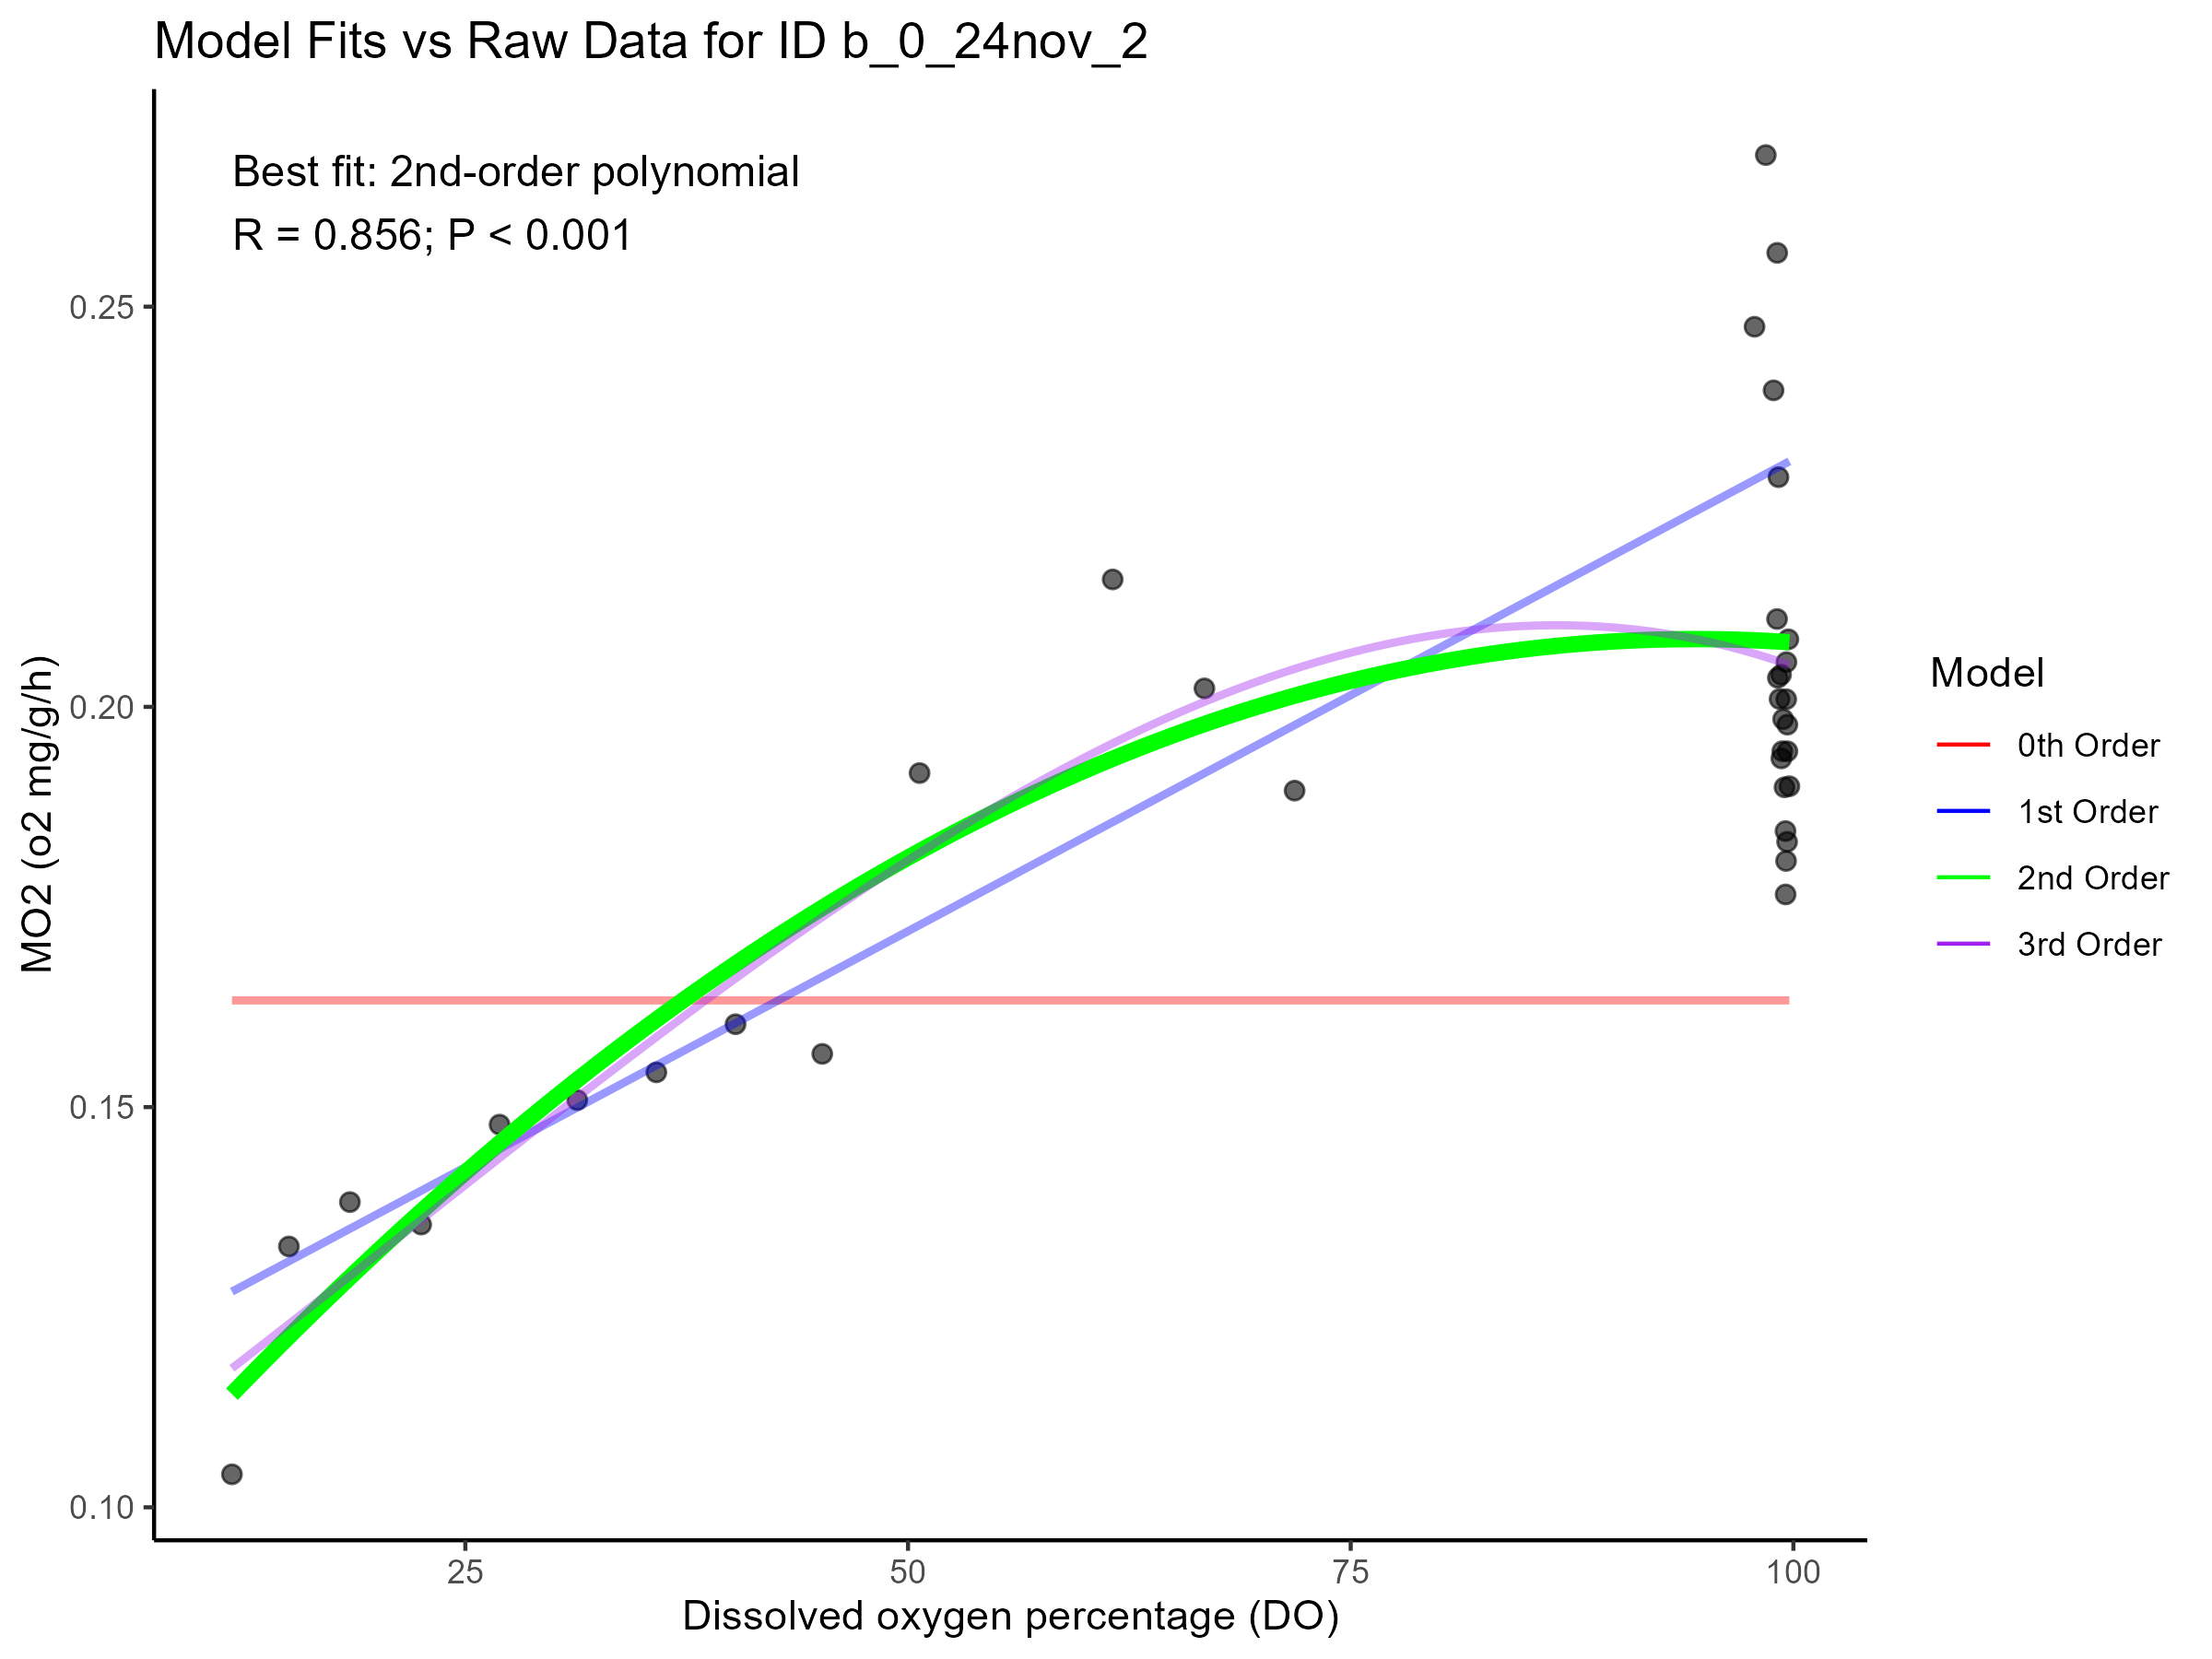 Model Fits vs Raw Data for ID b_0_24nov_2
Best fit: 2nd-order polynomial
R = 0.856; P < 0.001
0.25
0.20
0.15
0.10
MO2 (o2 mg/g/h)
25
50
75
100
Dissolved oxygen percentage (DO)
Model
0th Order
1st Order
2nd Order
3rd Order